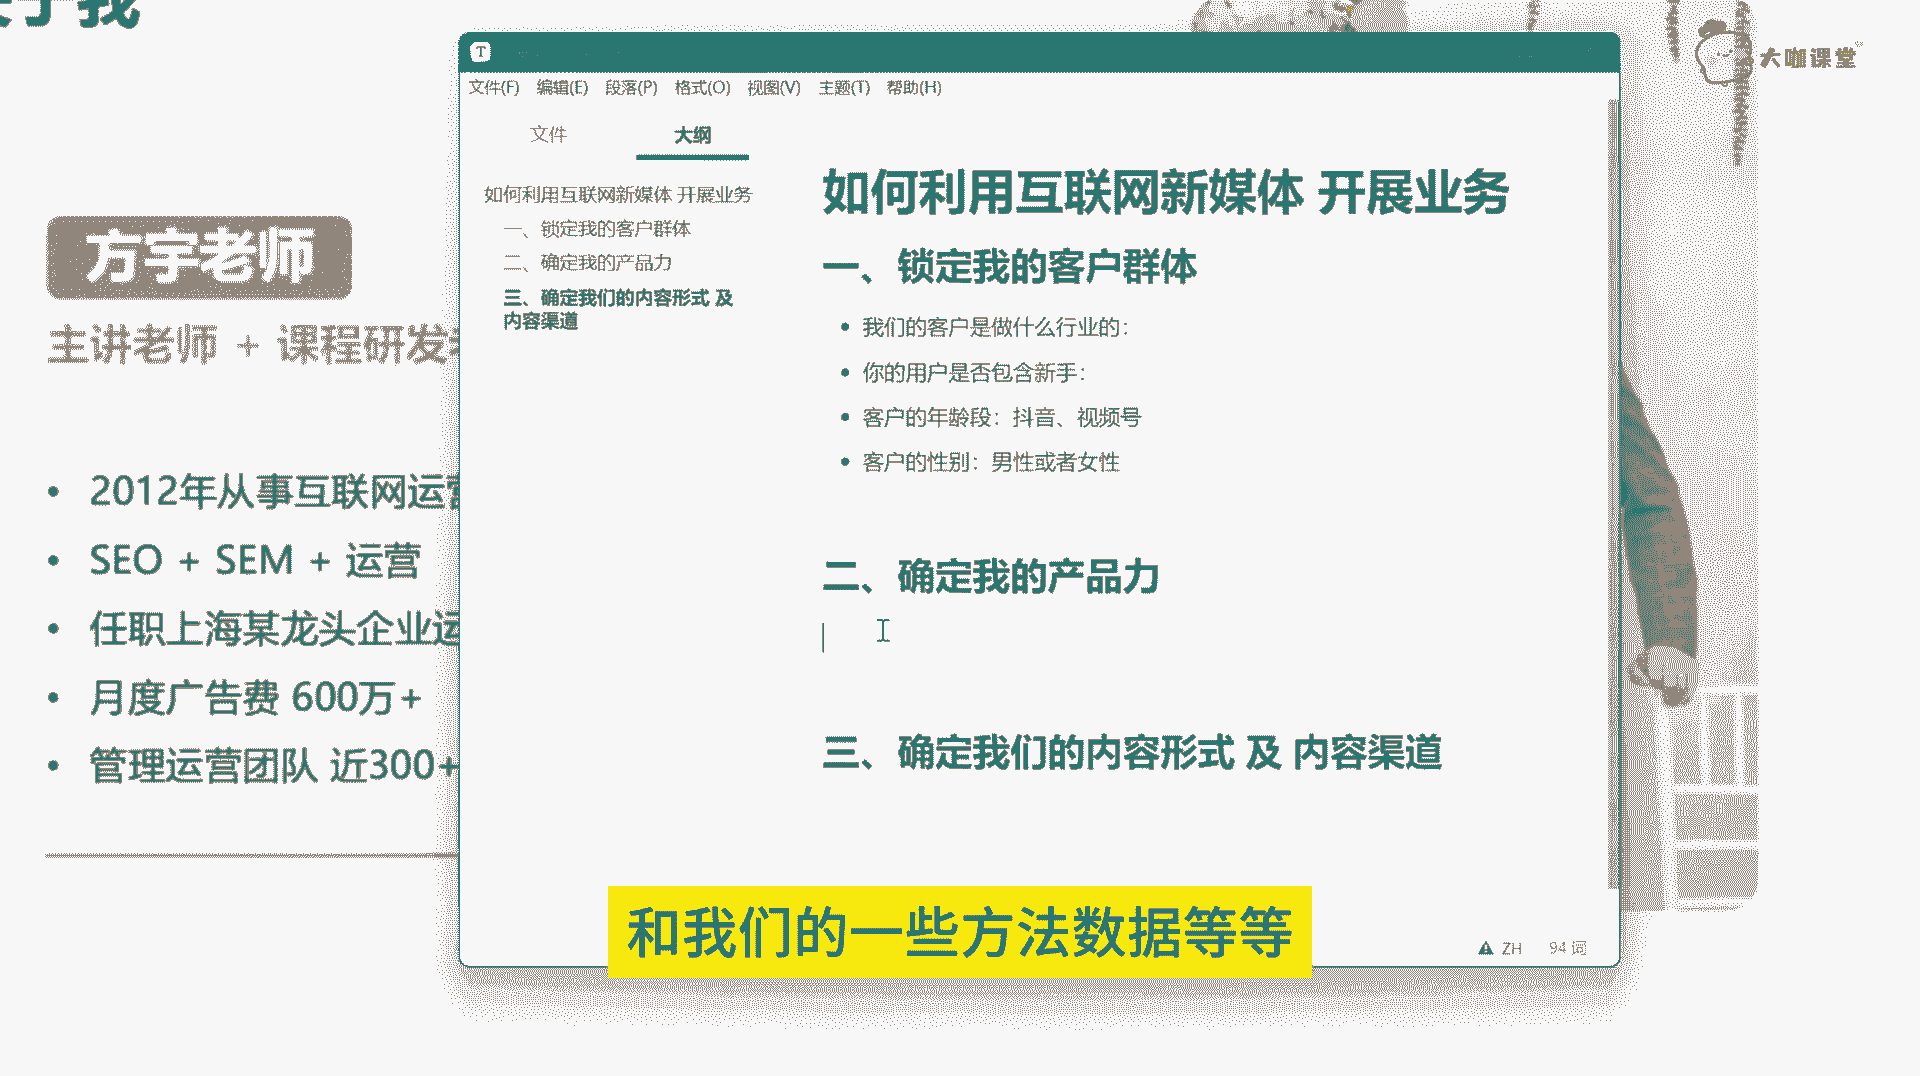 于我
方宇老师
主讲老师 + 课程研发
2012年从事互联网运营
SEO + SEM + 运营
任职上海某龙头企业运
月度广告费 600万+
管理运营团队 近300+
T
文件(F) 编辑(E) 段落(P) 格式(O) 视图(V) 主题(T) 帮助(H)
文件 大纲
如何利用互联网新媒体 开展业务
一、锁定我的客户群体
二、确定我的产品力
三、确定我们的内容形式 及
内容渠道
如何利用互联网新媒体 开展业务
一、锁定我的客户群体
我们的客户是做什么行业的：
你的用户是否包含新手：
客户的年龄段：抖音、视频号
客户的性别：男性或者女性
二、确定我的产品力
三、确定我们的内容形式 及 内容渠道
ZH 94 词
和我们的一些方法数据等等
大咖课堂